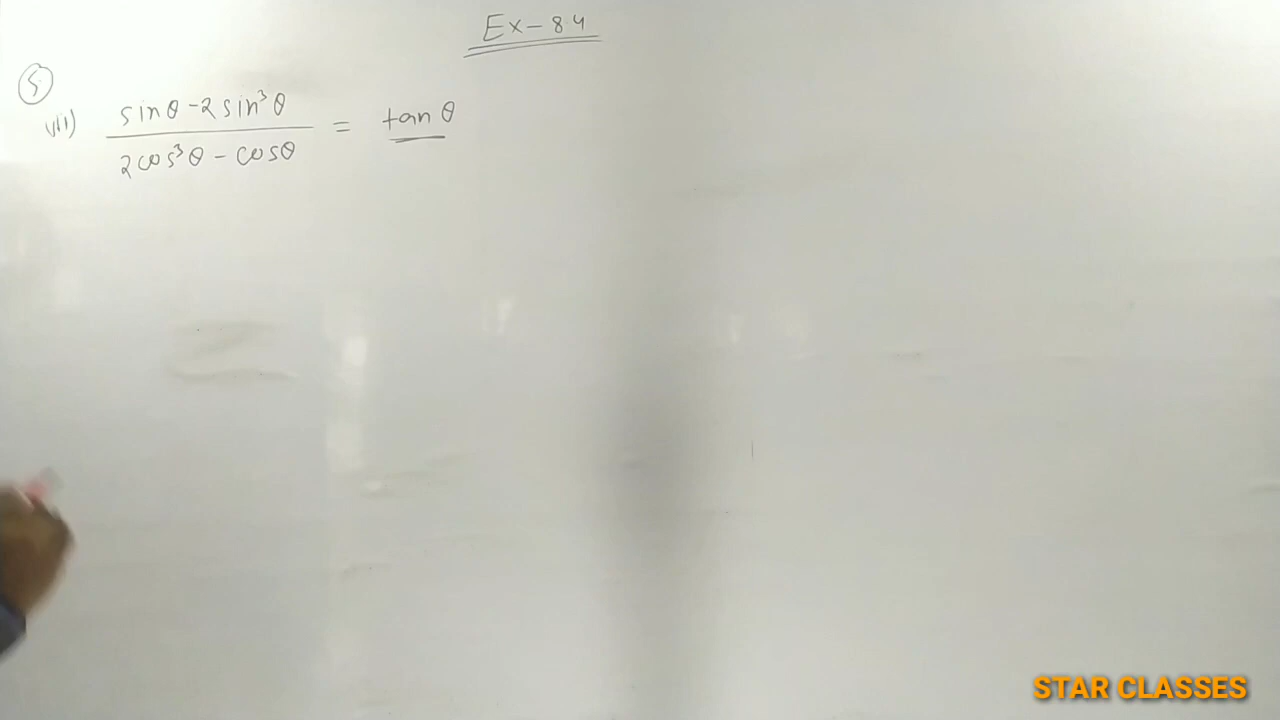 Ex-8.4
5.
vii) sinθ-2sin³θ / 2cos³θ - cosθ = tanθ
STAR CLASSES